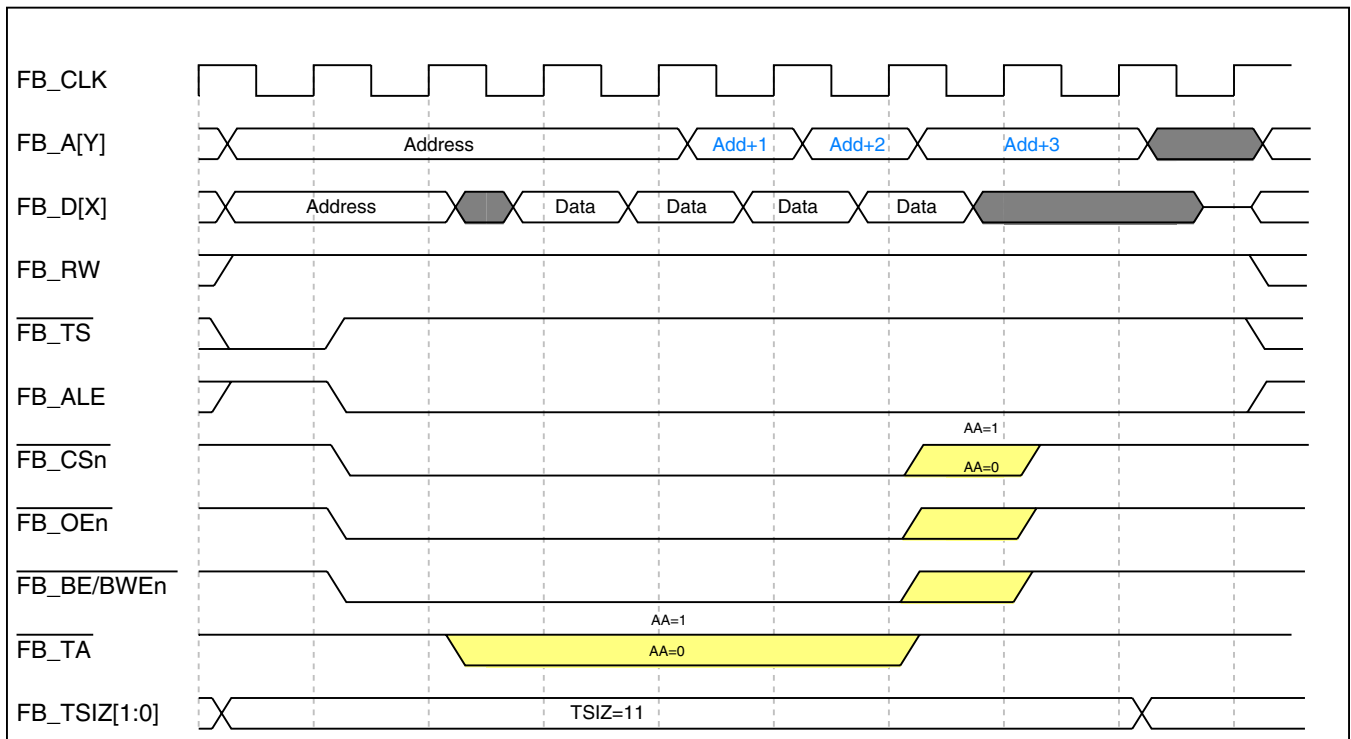 FB_CLK
FB_A[Y]
Address
Add+1
Add+2
Add+3
FB_D[X]
Address
Data
Data
Data
Data
FB_RW
FB_TS
FB_ALE
AA=1
FB_CSn
AA=0
FB_OEn
FB_BE/BWEn
AA=1
FB_TA
AA=0
FB_TSIZ[1:0]
TSIZ=11